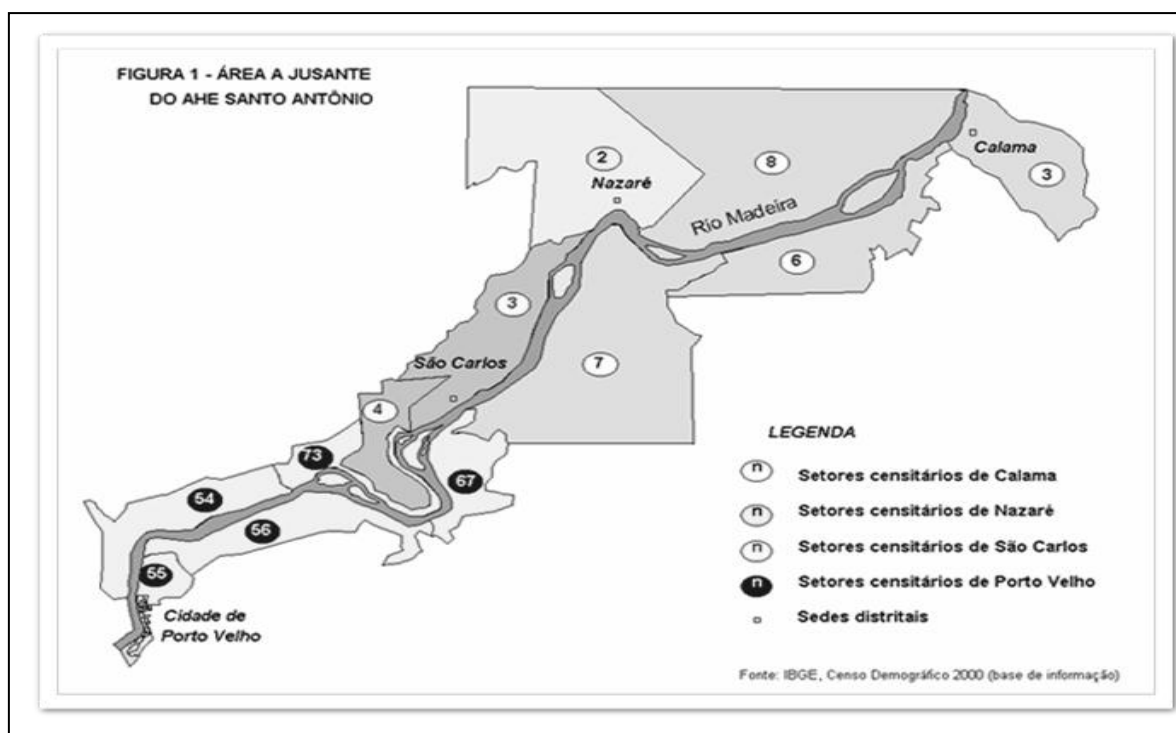 FIGURA 1 - ÁREA A JUSANTE
DO AHE SANTO ANTÔNIO
2
Nazaré
8
Calama
3
Rio Madeira
6
3
7
São Carlos
4
73
67
54
56
55
Cidade de
Porto Velho
LEGENDA
n Setores censitários de Calama
n Setores censitários de Nazaré
n Setores censitários de São Carlos
n Setores censitários de Porto Velho
Sedes distritais
Fonte: IBGE, Censo Demográfico 2000 (base de informação)